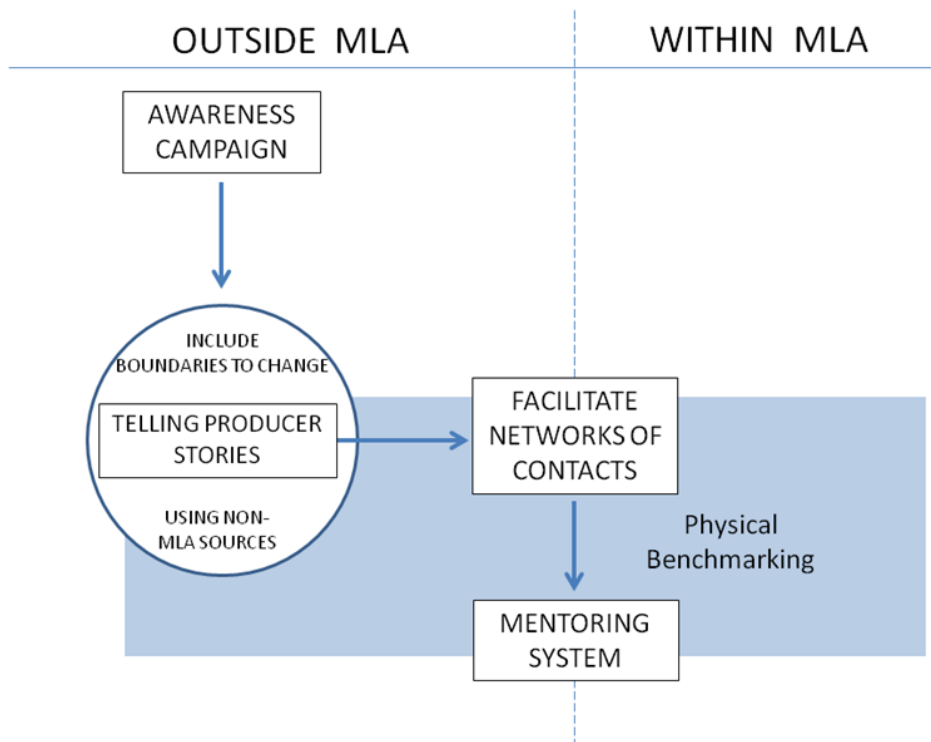 OUTSIDE MLA
WITHIN MLA
AWARENESS
CAMPAIGN
INCLUDE
BOUNDARIES TO CHANGE
TELLING PRODUCER
STORIES
USING NON-
MLA SOURCES
FACILITATE
NETWORKS OF
CONTACTS
Physical
Benchmarking
MENTORING
SYSTEM